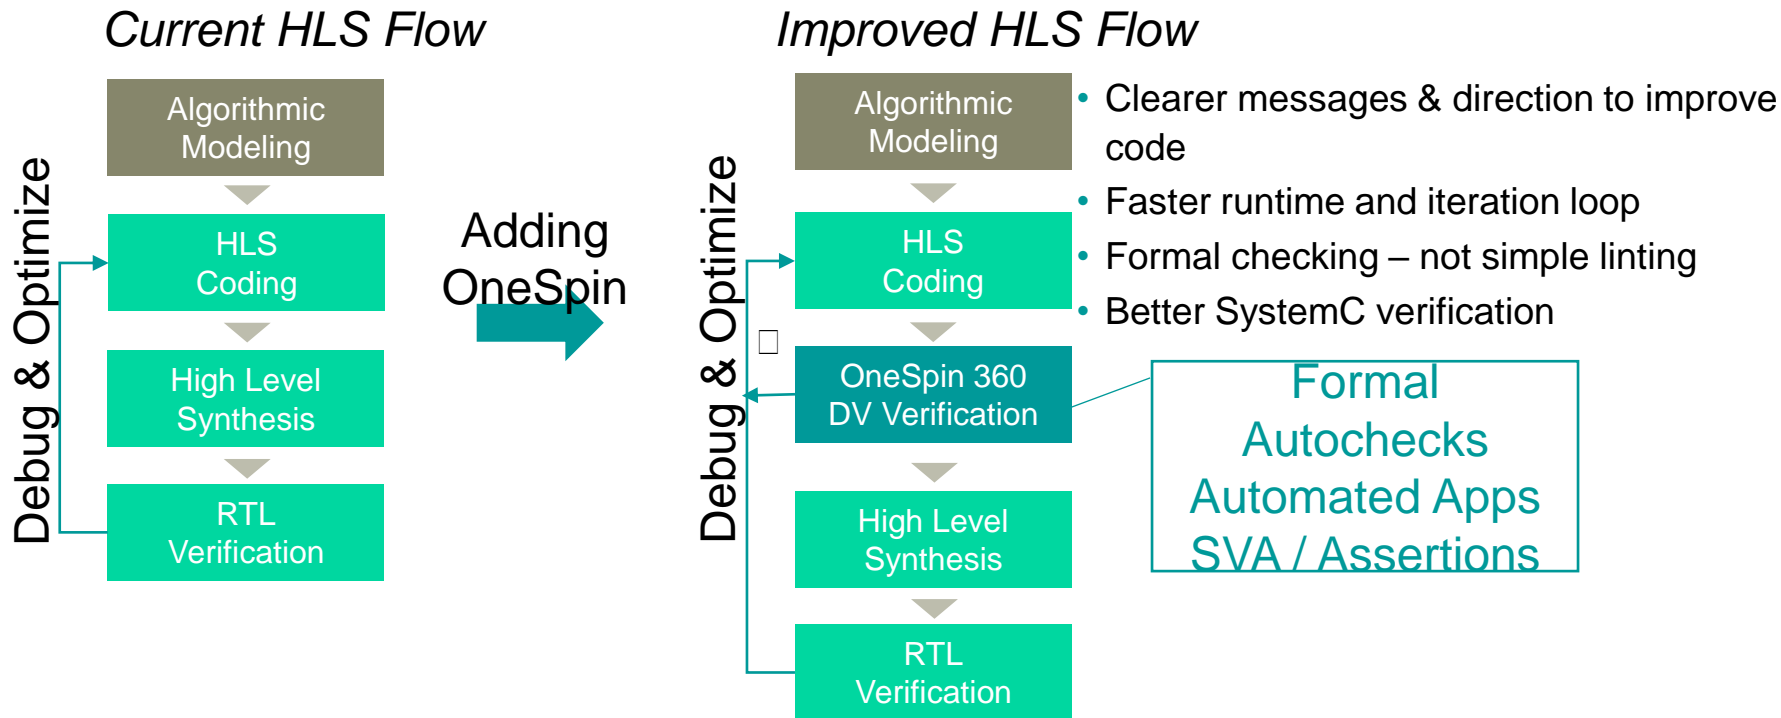 Current HLS Flow
Algorithmic
Modeling
HLS
Coding
High Level
Synthesis
RTL
Verification
Debug & Optimize
Adding
OneSpin
Improved HLS Flow
Algorithmic
Modeling
HLS
Coding
OneSpin 360
DV Verification
High Level
Synthesis
RTL
Verification
Debug & Optimize
• Clearer messages & direction to improve
code
• Faster runtime and iteration loop
• Formal checking – not simple linting
• Better SystemC verification
Formal
Autochecks
Automated Apps
SVA / Assertions